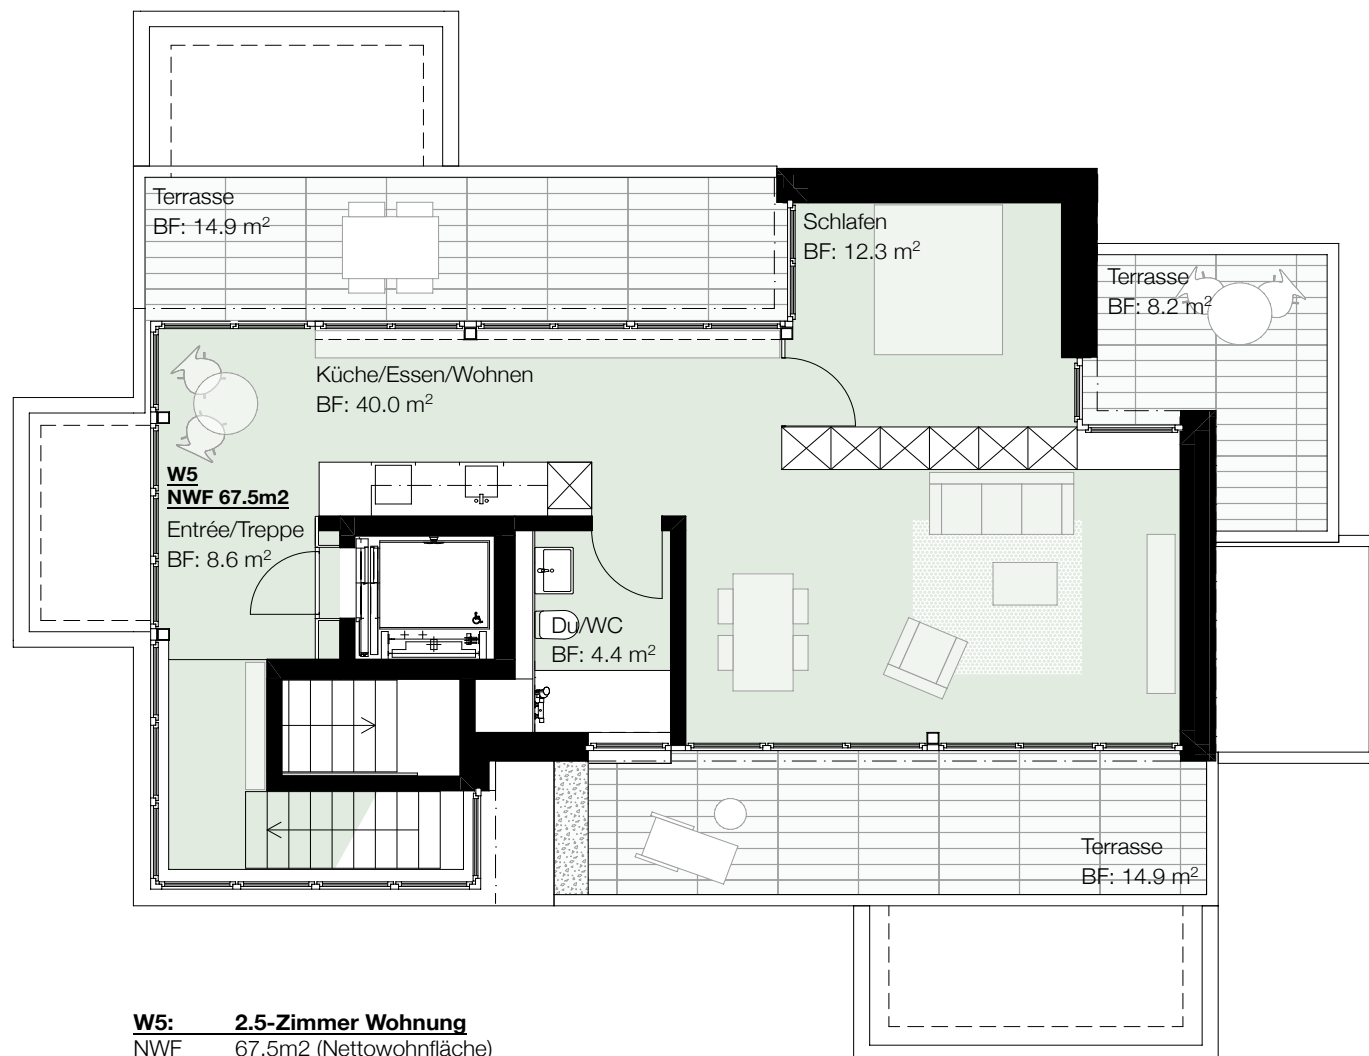 Terrasse
BF: 14.9 m²
Schlafen
BF: 12.3 m²
Terrasse
BF: 8.2 m²
Küche/Essen/Wohnen
BF: 40.0 m²
W5
NWF 67.5m2
Entrée/Treppe
BF: 8.6 m²
Du/WC
BF: 4.4 m²
Terrasse
BF: 14.9 m²
W5: 2.5-Zimmer Wohnung
NWF 67.5m2 (Nettowohnfläche)